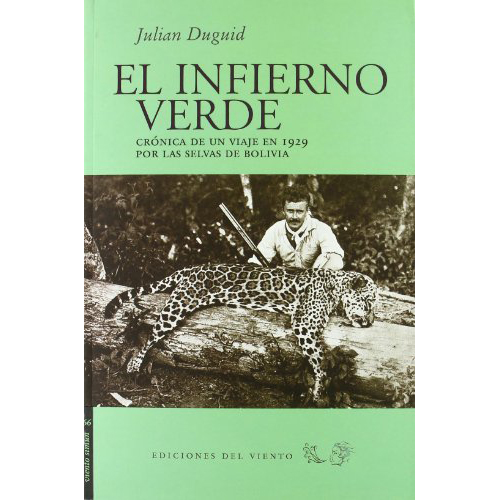 Julian Duguid
EL INFIERNO
VERDE
CRÓNICA DE UN VIAJE EN 1929
POR LAS SELVAS DE BOLIVIA
EDICIONES DEL VIENTO